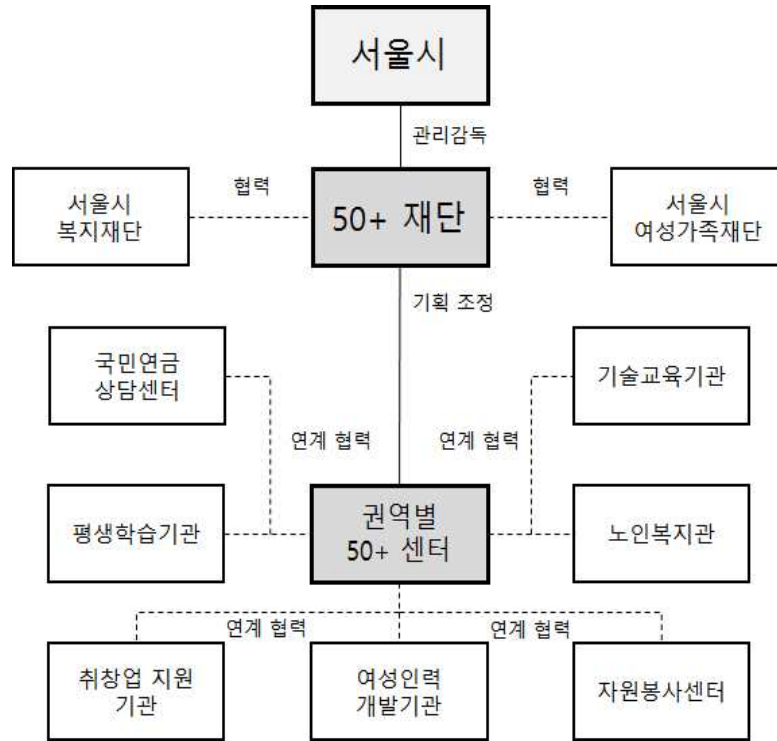 서울시
관리감독
서울시
복지재단
협력
50+ 재단
협력
서울시
여성가족재단
기획 조정
국민연금
상담센터
기술교육기관
연계 협력
연계 협력
평생학습기관
권역별
50+ 센터
노인복지관
연계 협력
연계 협력
취창업 지원
기관
여성인력
개발기관
자원봉사센터